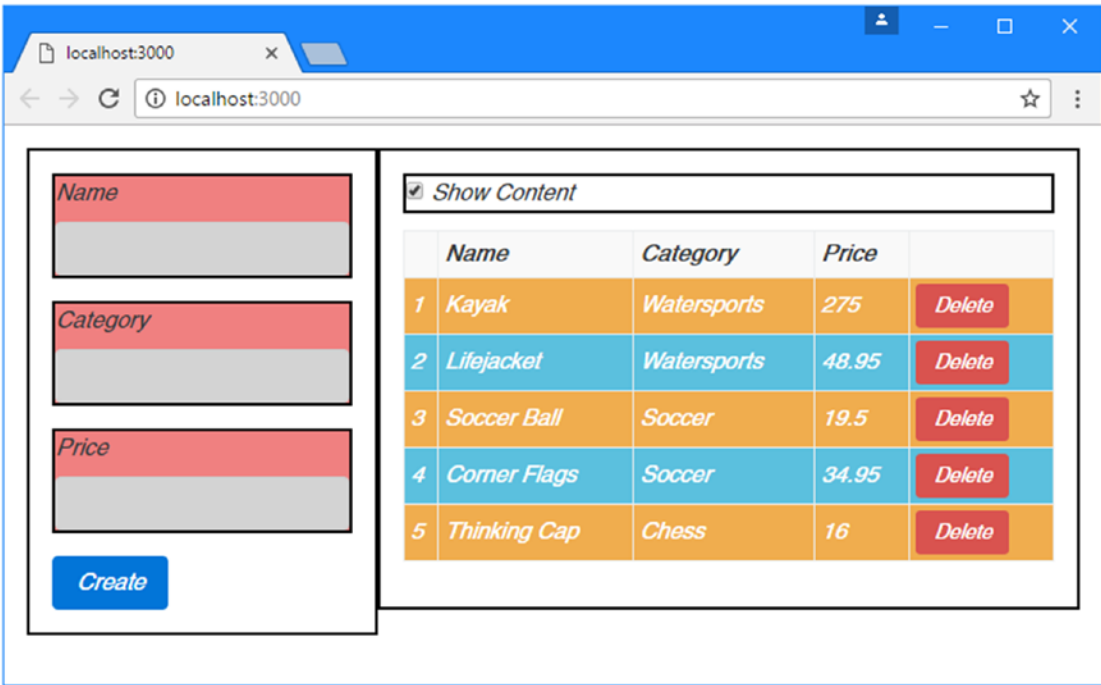 localhost:3000
localhost:3000
Name
Category
Price
Create
Show Content
Name Category Price
1 Kayak Watersports 275 Delete
2 Lifejacket Watersports 48.95 Delete
3 Soccer Ball Soccer 19.5 Delete
4 Corner Flags Soccer 34.95 Delete
5 Thinking Cap Chess 16 Delete